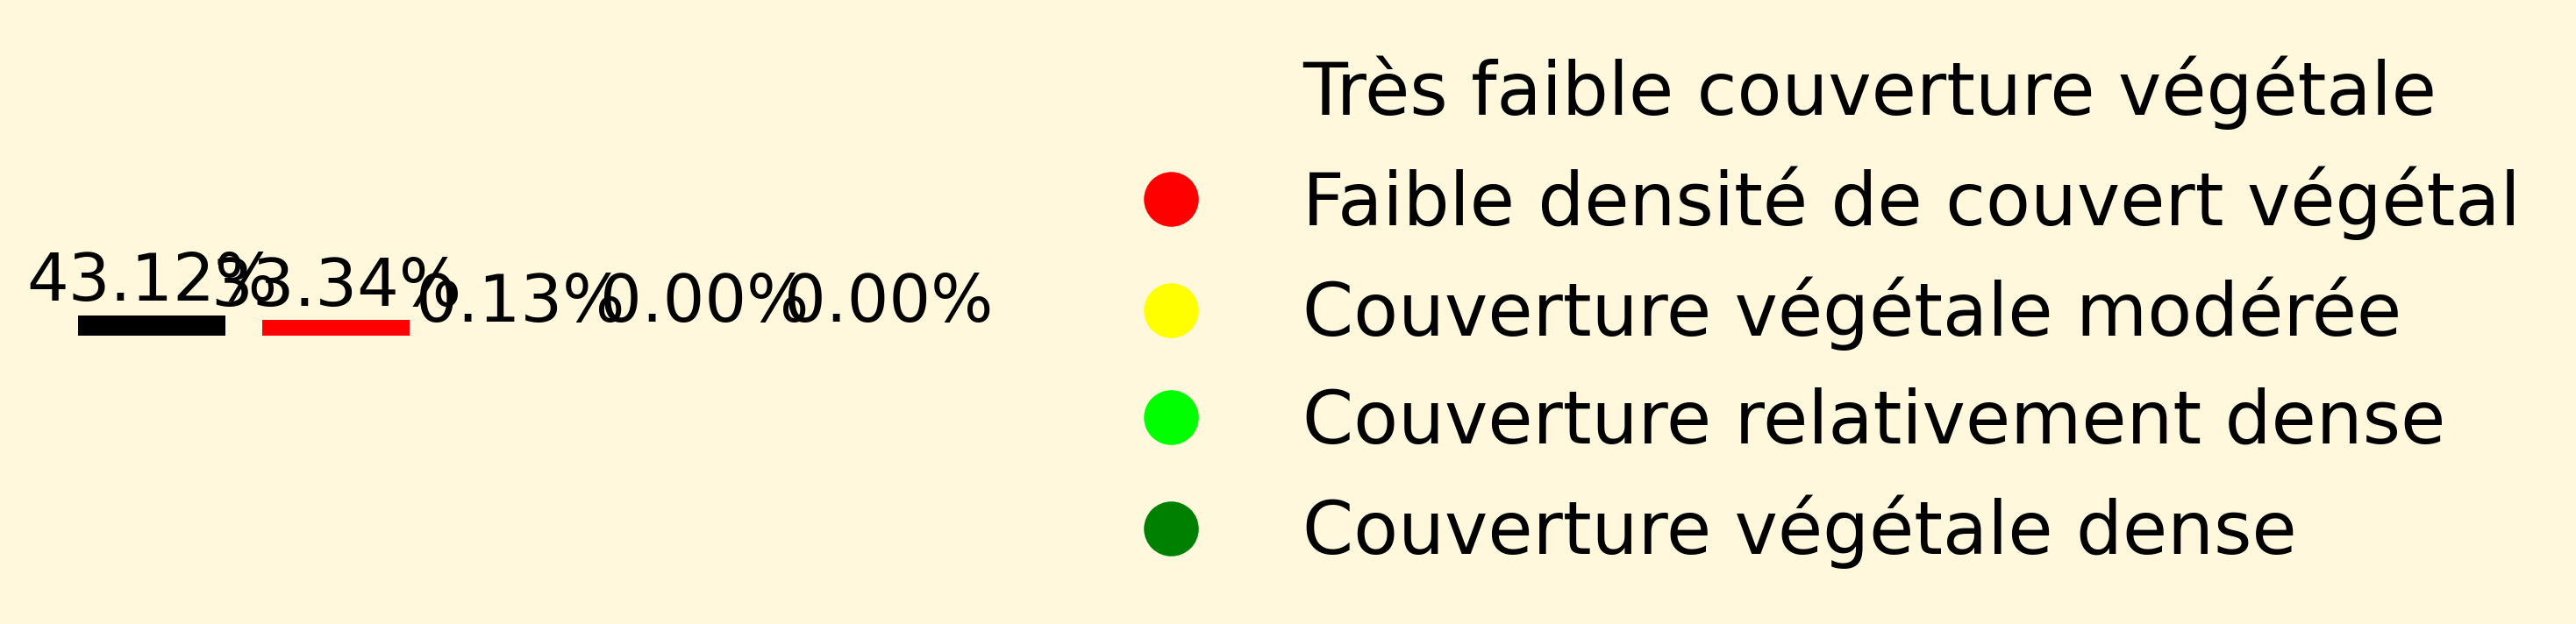 43.12% 33.34% 0.13% 0.00% 0.00%
Très faible couverture végétale
Faible densité de couvert végétal
Couverture végétale modérée
Couverture relativement dense
Couverture végétale dense